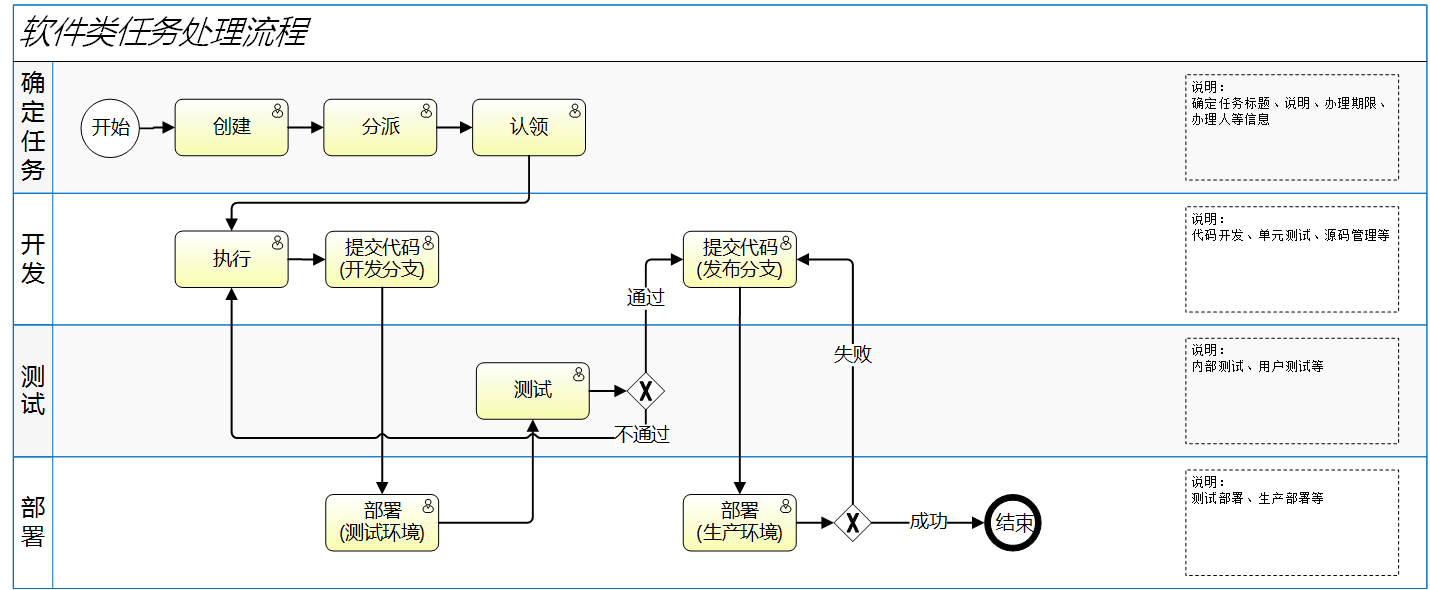 软件类任务处理流程
确定任务
开始
创建
分派
认领
说明：
确定任务标题、说明、办理期限、
办理人等信息
开发
执行
提交代码
(开发分支)
提交代码
(发布分支)
通过
说明：
代码开发、单元测试、源码管理等
测试
测试
X
不通过
失败
说明：
内部测试、用户测试等
部署
部署
(测试环境)
部署
(生产环境)
X
成功
结束
说明：
测试部署、生产部署等